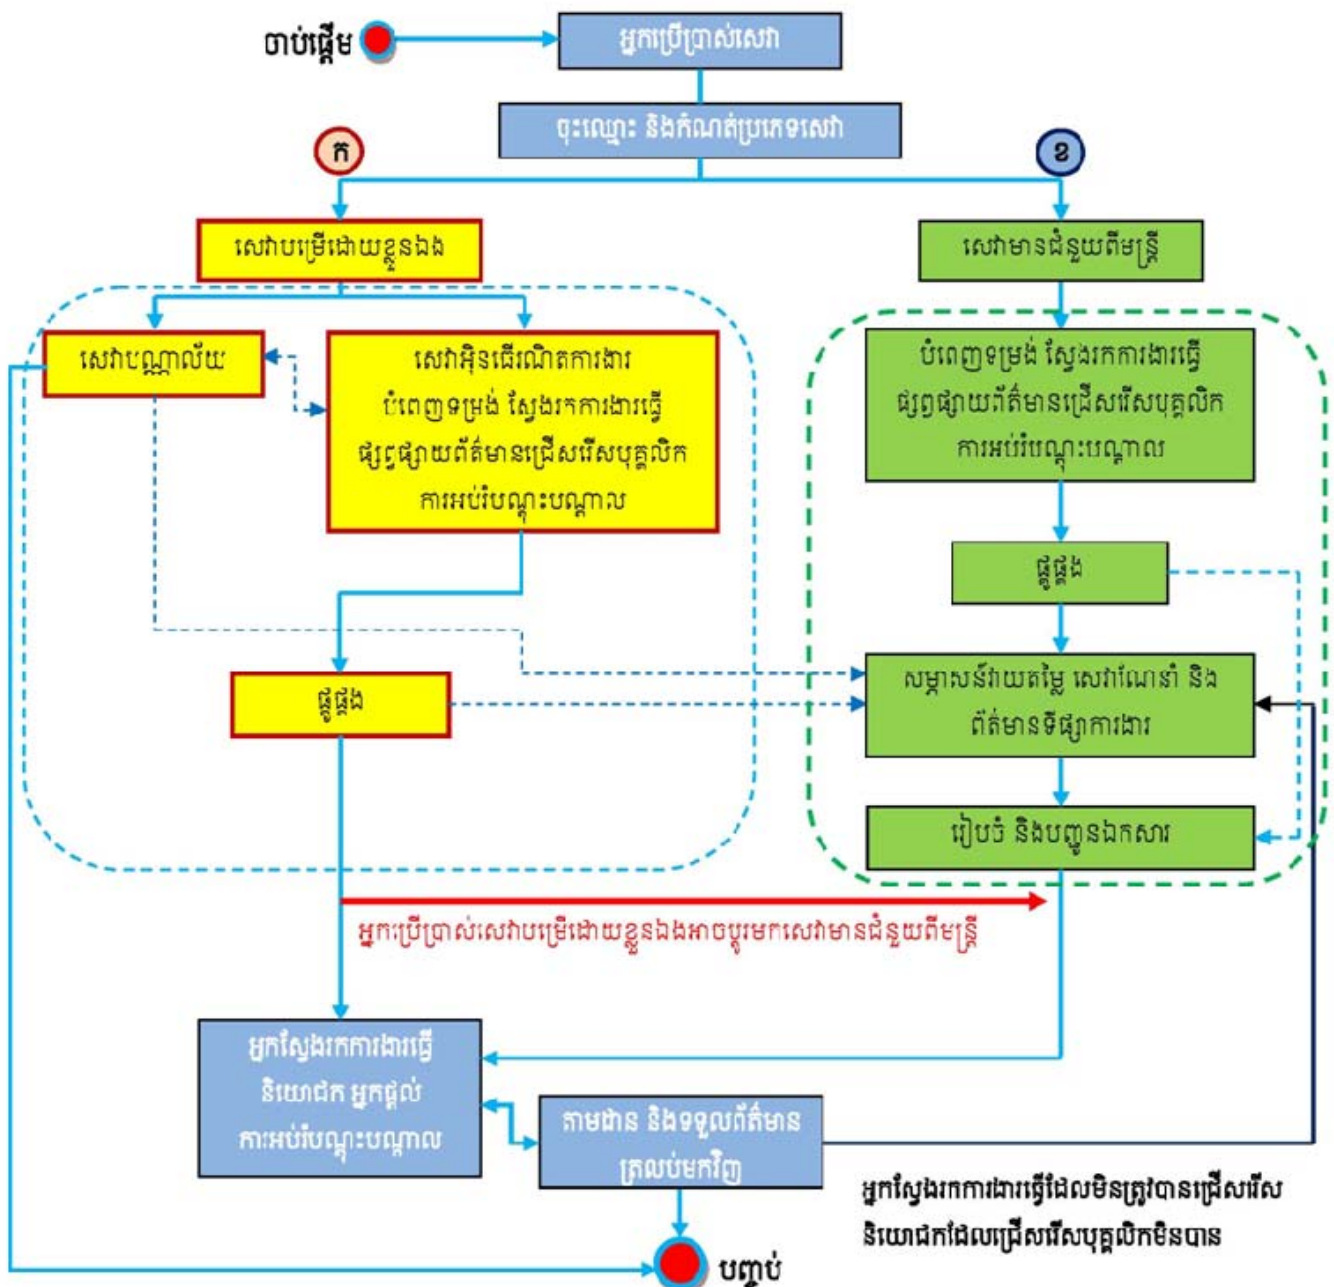 ចាប់ផ្ដើម
អ្នកប្រើប្រាស់សេវា
ចុះឈ្មោះ និងកំណត់ប្រភេទសេវា
ក
ខ
សេវាបម្រើដោយខ្លួនឯង
សេវាមានជំនួយពីមន្ត្រី
សេវាបណ្ណាល័យ
សេវាអ៊ិនធើរណិតការងារ
បំពេញទម្រង់ ស្វែងរកការងារធ្វើ
ផ្សព្វផ្សាយព័ត៌មានជ្រើសរើសបុគ្គលិក
ការអប់រំបណ្ដុះបណ្ដាល
បំពេញទម្រង់ ស្វែងរកការងារធ្វើ
ផ្សព្វផ្សាយព័ត៌មានជ្រើសរើសបុគ្គលិក
ការអប់រំបណ្ដុះបណ្ដាល
ផ្គូផ្គង
ផ្គូផ្គង
សម្ភាសន៍វាយតម្លៃ សេវាណែនាំ និង
ព័ត៌មានទីផ្សារការងារ
រៀបចំ និងបញ្ជូនឯកសារ
អ្នកប្រើប្រាស់សេវាបម្រើដោយខ្លួនឯងអាចប្ដូរមកសេវាមានជំនួយពីមន្ត្រី
អ្នកស្វែងរកការងារធ្វើ
និយោជក អ្នកផ្ដល់
ការអប់រំបណ្ដុះបណ្ដាល
តាមដាន និងទទួលព័ត៌មាន
ត្រលប់មកវិញ
អ្នកស្វែងរកការងារធ្វើដែលមិនត្រូវបានជ្រើសរើស
និយោជកដែលជ្រើសរើសបុគ្គលិកមិនបាន
បញ្ចប់